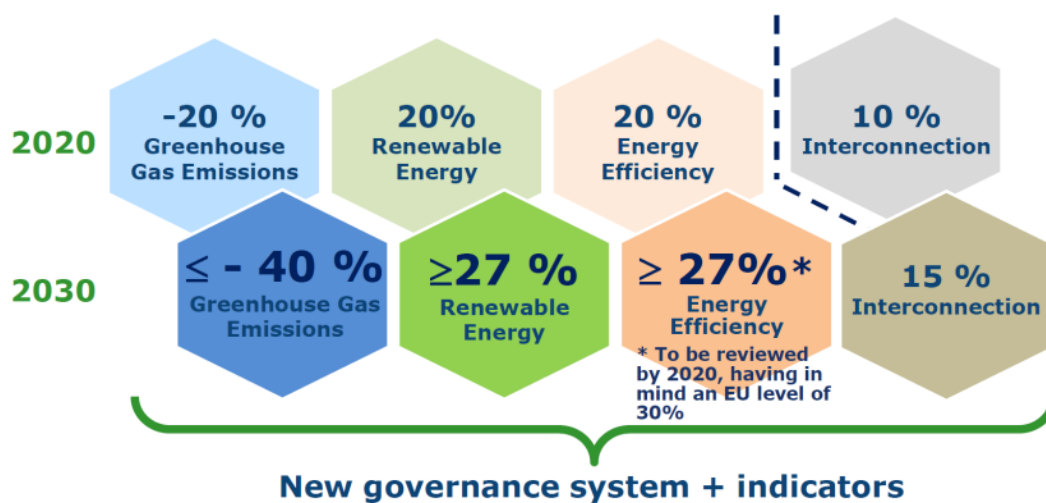 2020
-20 %
Greenhouse
Gas Emissions
20%
Renewable
Energy
20 %
Energy
Efficiency
10 %
Interconnection
2030
≤ - 40 %
Greenhouse Gas
Emissions
≥27 %
Renewable
Energy
≥ 27%*
Energy
Efficiency
* To be reviewed
by 2020, having in
mind an EU level of
30%
15 %
Interconnection
New governance system + indicators